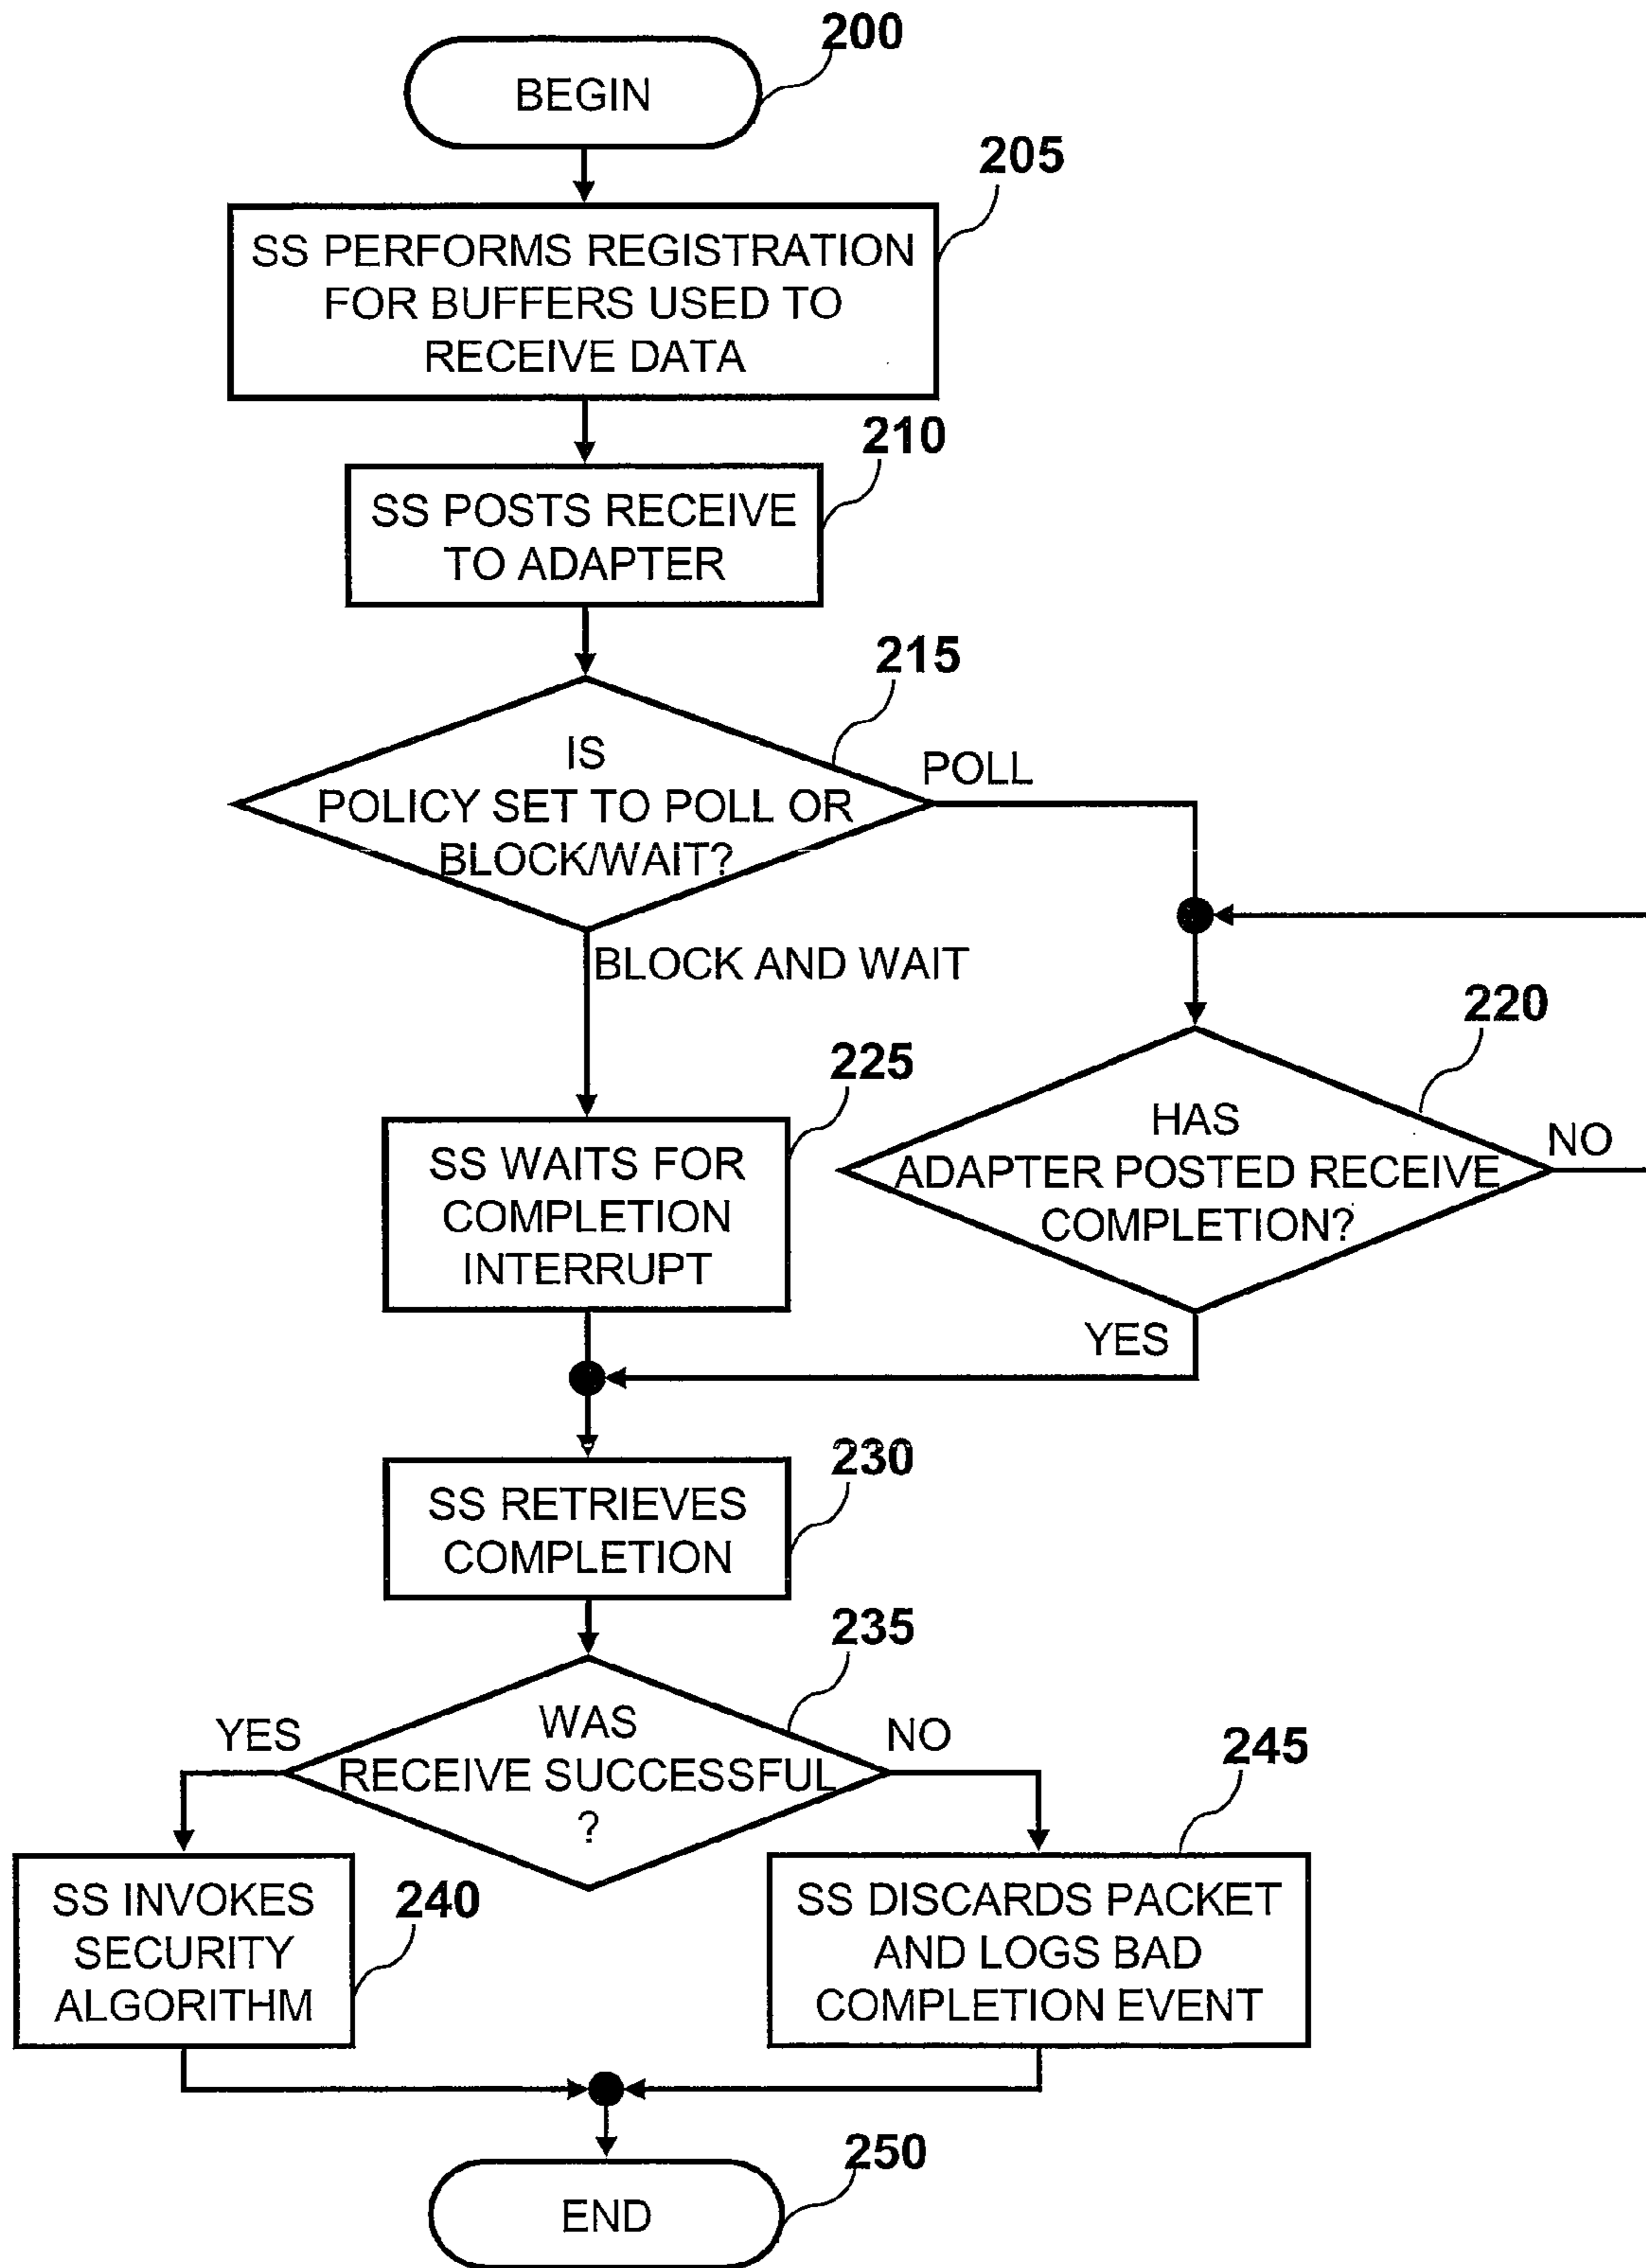 200
BEGIN
205
SS PERFORMS REGISTRATION
FOR BUFFERS USED TO
RECEIVE DATA
210
SS POSTS RECEIVE
TO ADAPTER
215
IS
POLICY SET TO POLL OR
BLOCK/WAIT?
POLL
BLOCK AND WAIT
220
HAS
ADAPTER POSTED RECEIVE
COMPLETION?
NO
YES
225
SS WAITS FOR
COMPLETION
INTERRUPT
230
SS RETRIEVES
COMPLETION
235
WAS
RECEIVE SUCCESSFUL
?
YES
NO
240
SS INVOKES
SECURITY
ALGORITHM
245
SS DISCARDS PACKET
AND LOGS BAD
COMPLETION EVENT
250
END